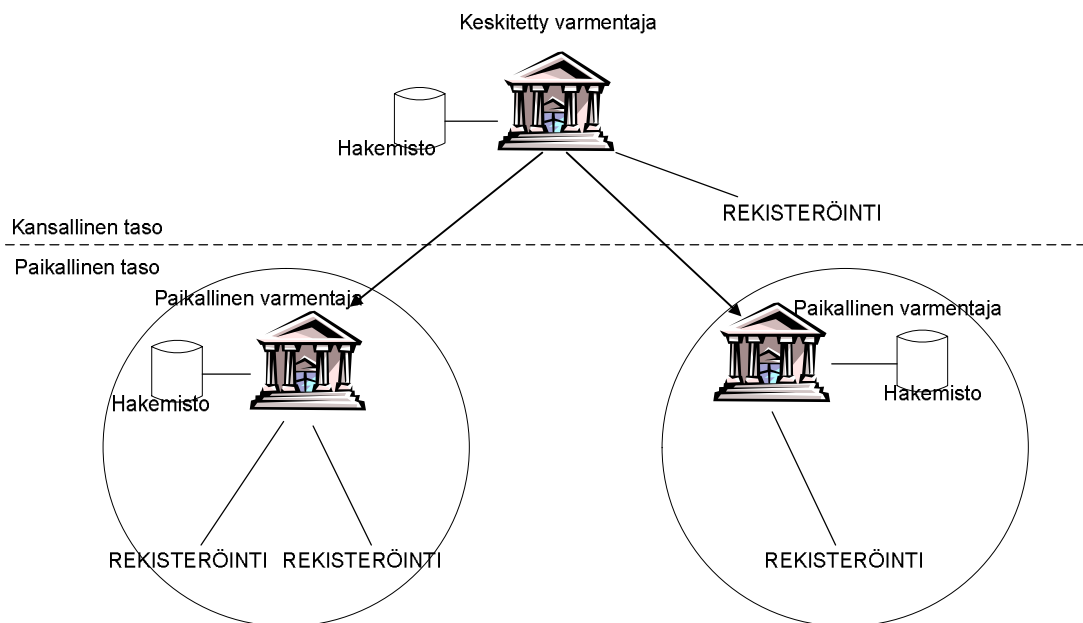 Keskitetty varmentaja
Hakemisto
REKISTERÖINTI
Kansallinen taso
Paikallinen taso
Paikallinen varmentaja
Paikallinen varmentaja
Hakemisto
Hakemisto
REKISTERÖINTI
REKISTERÖINTI
REKISTERÖINTI